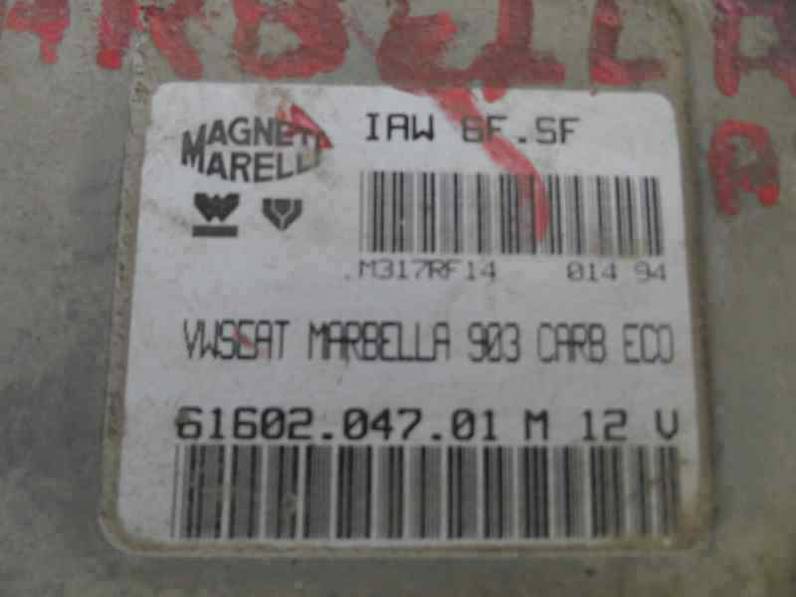 MARBELLA
A
MAGNETI MARELLI
IAW 6F.SF
M317RF14 014 94
VWSEAT MARBELLA 903 CARB ECO
61602.047.01 M 12 V